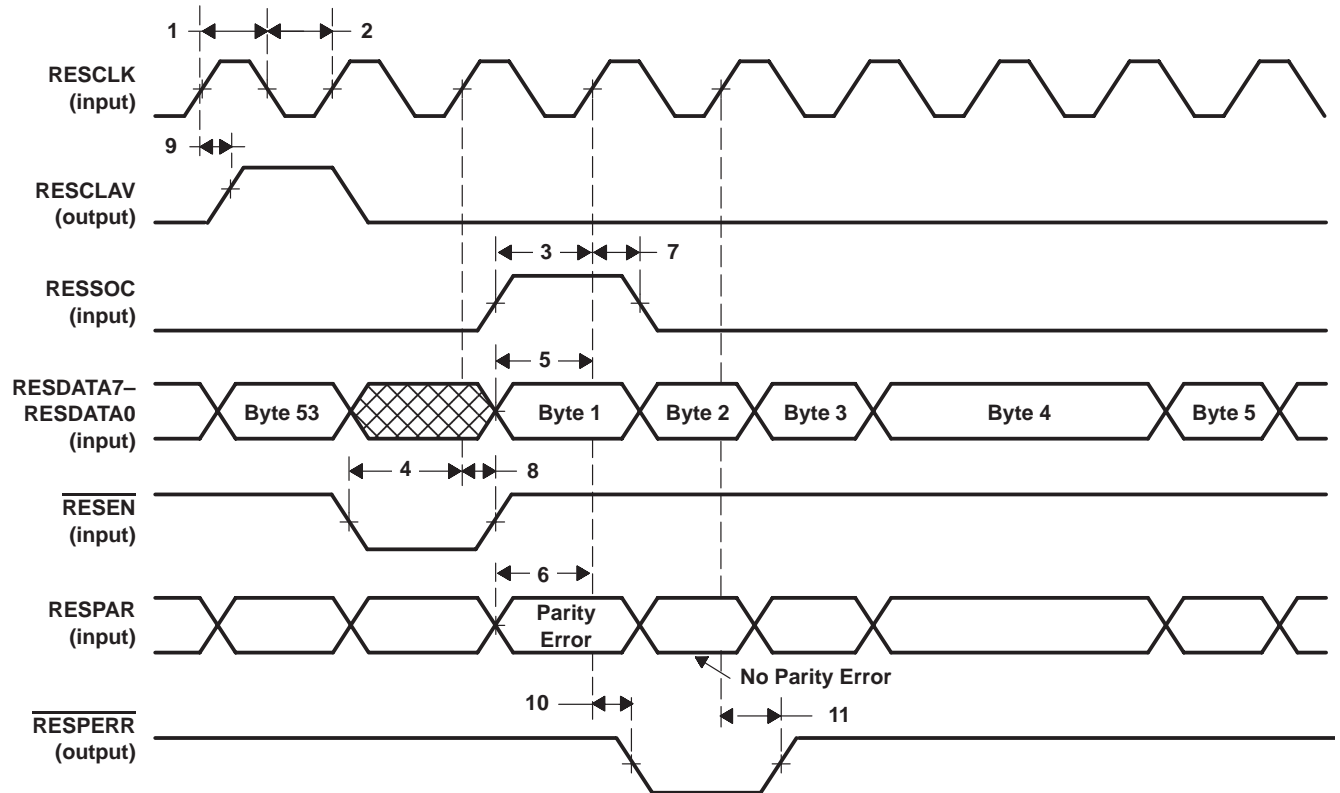 1
2
RESCLK
(input)
9
RESCLAV
(output)
3
7
RESSOC
(input)
5
RESDATA7–
RESDATA0
(input)
Byte 53
Byte 1
Byte 2
Byte 3
Byte 4
Byte 5
4
8
RESEN
(input)
6
RESPAR
(input)
Parity
Error
No Parity Error
10
11
RESPERR
(output)